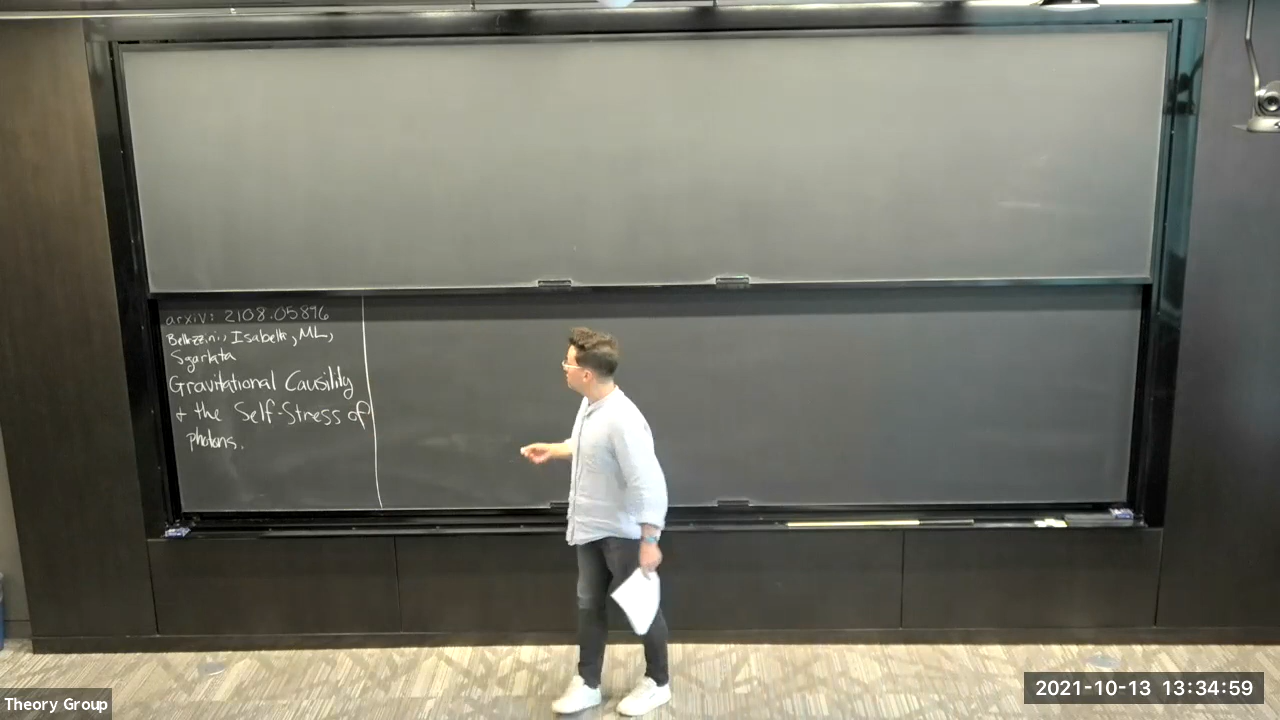 arxiv: 2108.05896
Bellazzini, Isabella, ML,
Sgarlata
Gravitational Causility
+ the Self-Stress of
photons.
Theory Group
2021-10-13 13:34:59